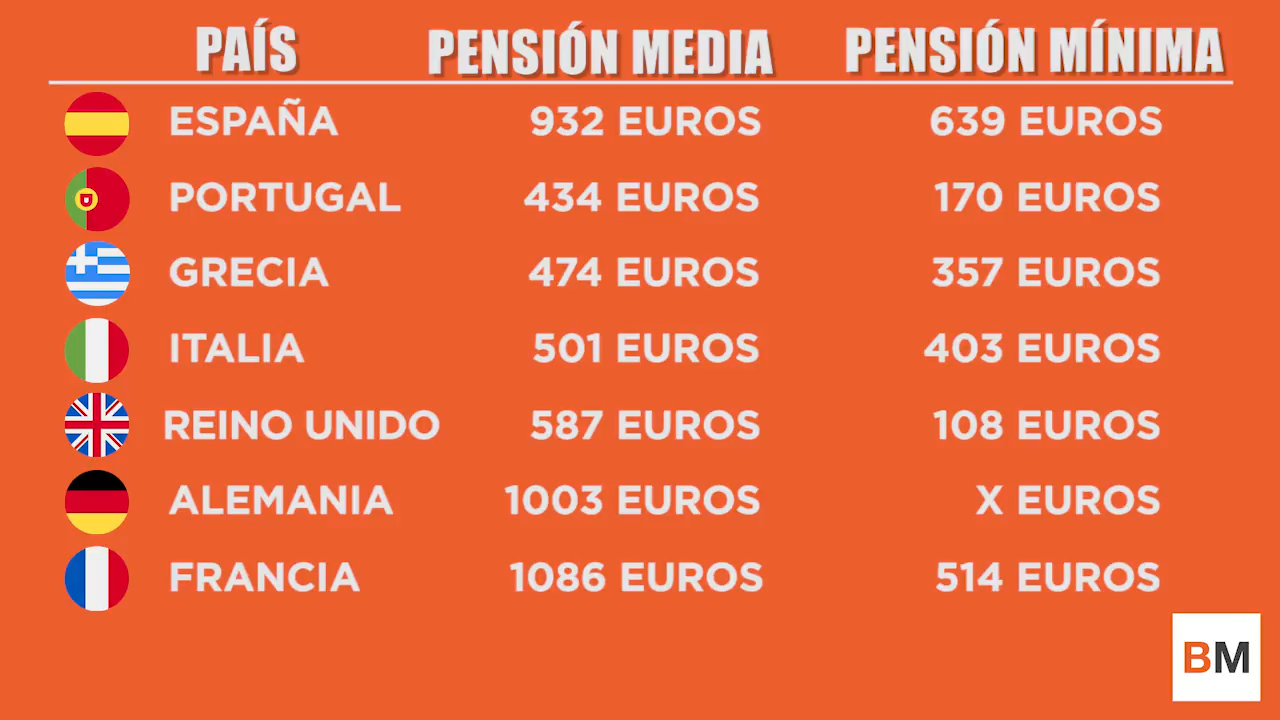 PAÍS PENSIÓN MEDIA PENSIÓN MÍNIMA
ESPAÑA 932 EUROS 639 EUROS
PORTUGAL 434 EUROS 170 EUROS
GRECIA 474 EUROS 357 EUROS
ITALIA 501 EUROS 403 EUROS
REINO UNIDO 587 EUROS 108 EUROS
ALEMANIA 1003 EUROS X EUROS
FRANCIA 1086 EUROS 514 EUROS
BM